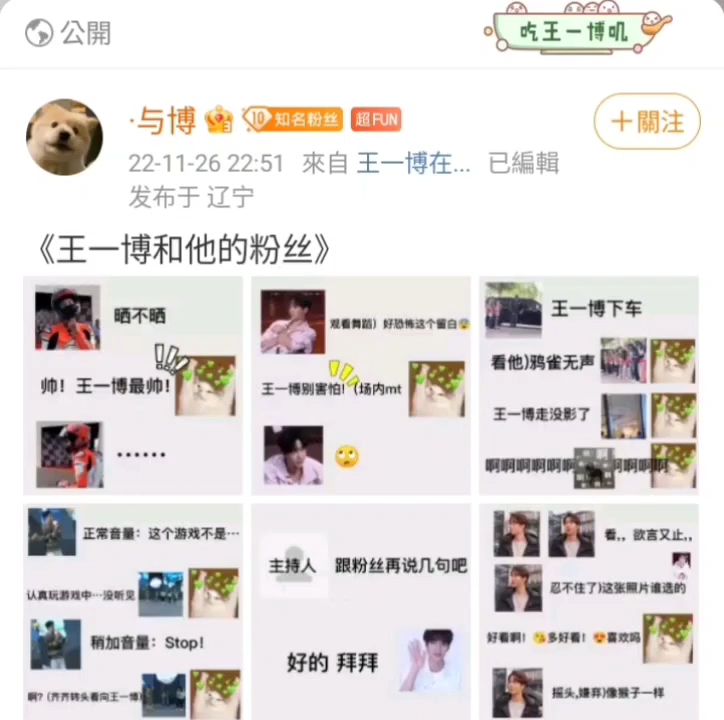 公開
吃王一博叽
·与博
10 知名粉丝
超FUN
＋關注
22-11-26 22:51 來自 王一博在... 已編輯
发布于 辽宁
《王一博和他的粉丝》
晒不晒
帅！王一博最帅！
······
观看舞蹈）好恐怖这个留白😨
王一博别害怕!（场内mt
🙄
王一博下车
看他)鸦雀无声
王一博走没影了
啊啊啊啊啊啊
啊啊啊啊
正常音量：这个游戏不是···
认真玩游戏中···没听见
稍加音量：Stop!
啊?（齐齐转头看向王一博）
主持人
跟粉丝再说几句吧
好的 拜拜
看,，欲言又止,，
忍不住了)这张照片谁选的
好看啊！😘多好看！😍喜欢吗
摇头,嫌弃)像猴子一样